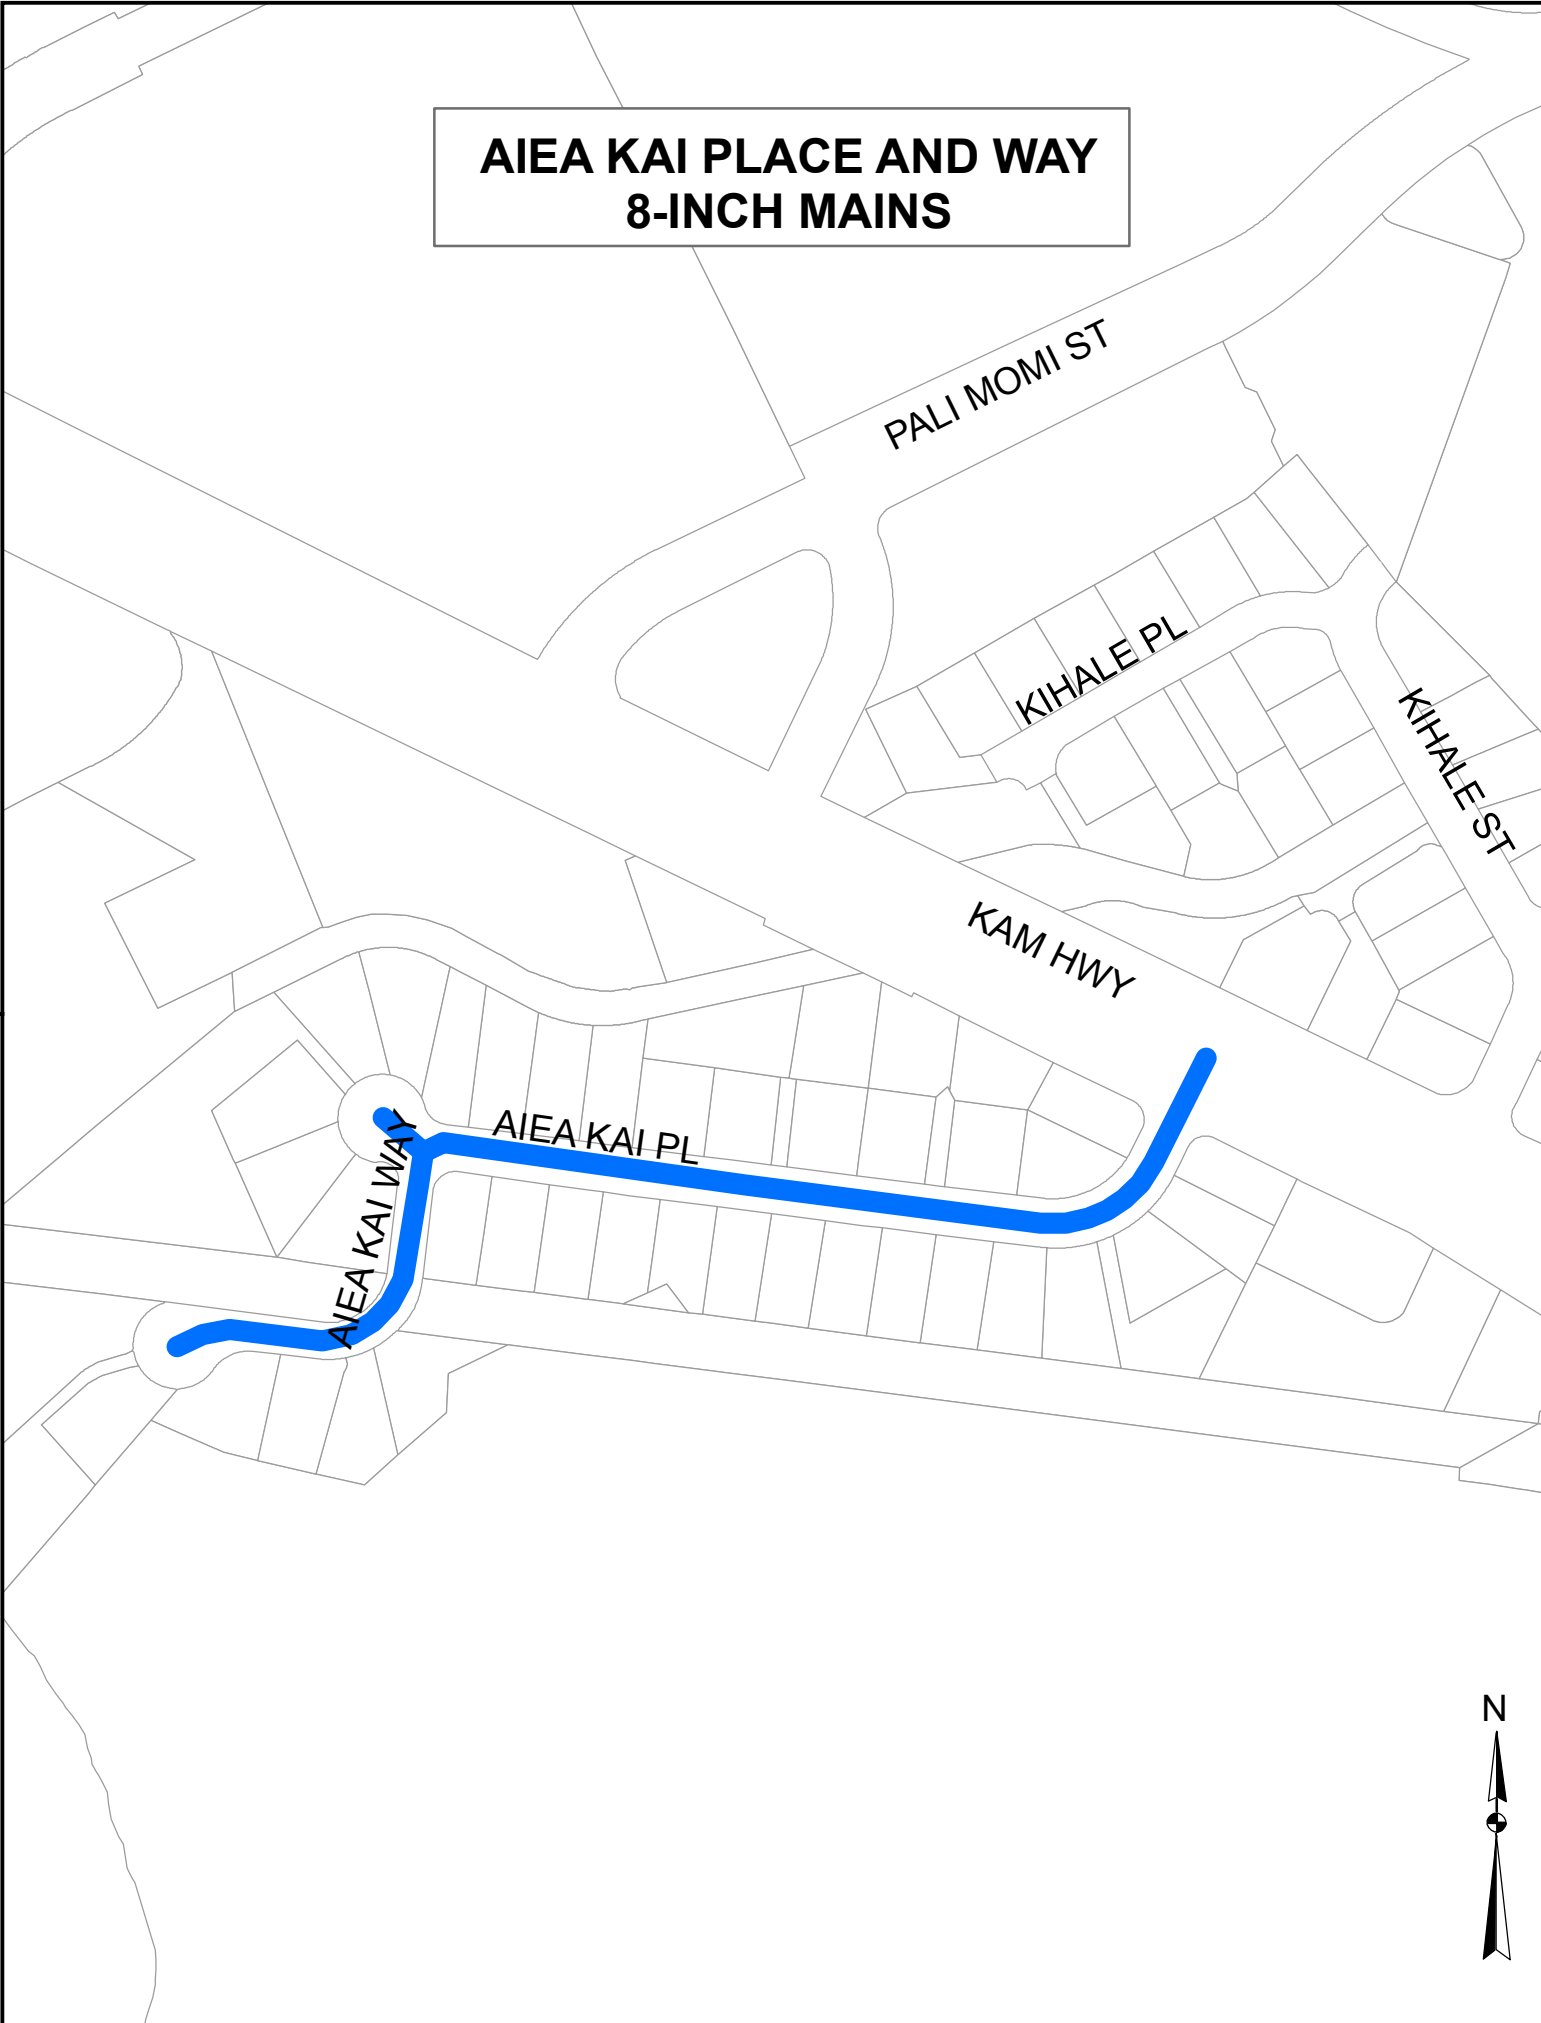 AIEA KAI PLACE AND WAY
8-INCH MAINS
PALI MOMI ST
KIHALE PL
KIHALE ST
KAM HWY
AIEA KAI PL
AIEA KAI WAY
N